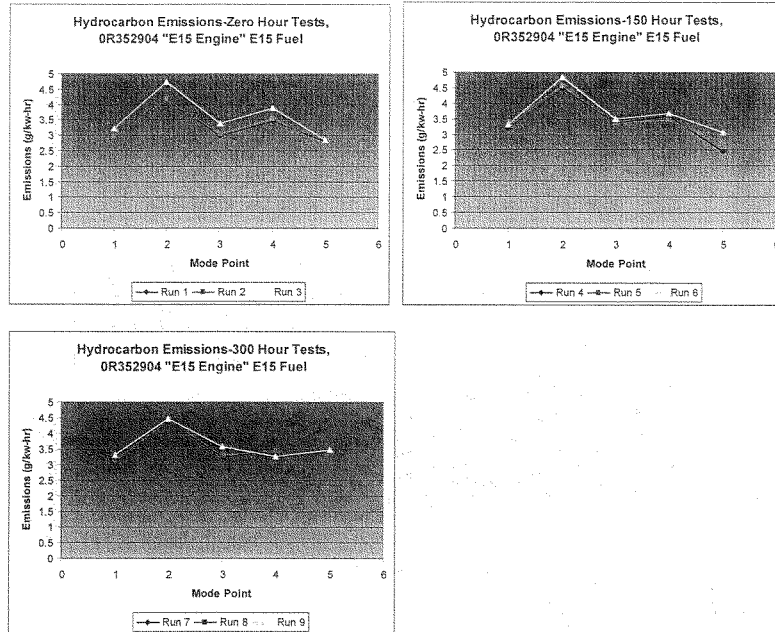 Hydrocarbon Emissions-Zero Hour Tests,
0R352904 "E15 Engine" E15 Fuel
5
4.5
4
3.5
3
2.5
2
1.5
1
0.5
0
Emissions (g/kw-hr)
0 1 2 3 4 5 6
Mode Point
Run 1 Run 2 Run 3
Hydrocarbon Emissions-150 Hour Tests,
0R352904 "E15 Engine" E15 Fuel
5
4.5
4
3.5
3
2.5
2
1.5
1
0.5
0
Emissions (g/kw-hr)
0 1 2 3 4 5 6
Mode Point
Run 4 Run 5 Run 6
Hydrocarbon Emissions-300 Hour Tests,
0R352904 "E15 Engine" E15 Fuel
5
4.5
4
3.5
3
2.5
2
1.5
1
0.5
0
Emissions (g/kw-hr)
0 1 2 3 4 5 6
Mode Point
Run 7 Run 8 Run 9